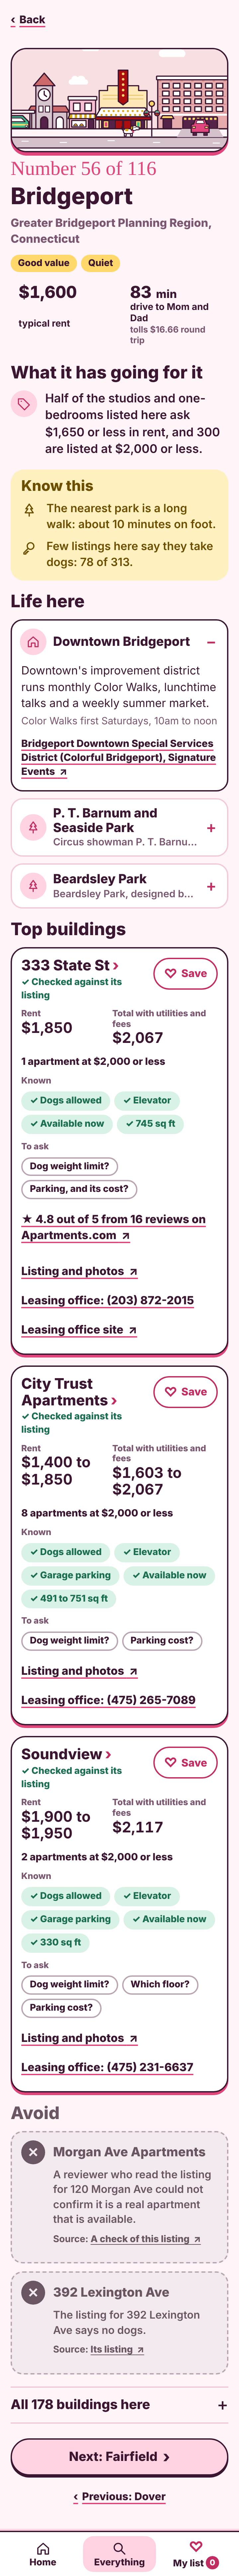 ‹ Back
Number 56 of 116
Bridgeport
Greater Bridgeport Planning Region,
Connecticut
Good value
Quiet
$1,600
typical rent
83 min
drive to Mom and
Dad
tolls $16.66 round
trip
What it has going for it
Half of the studios and one-
bedrooms listed here ask
$1,650 or less in rent, and 300
are listed at $2,000 or less.
Know this
The nearest park is a long
walk: about 10 minutes on foot.
Few listings here say they take
dogs: 78 of 313.
Life here
Downtown Bridgeport −
Downtown's improvement district
runs monthly Color Walks, lunchtime
talks and a weekly summer market.
Color Walks first Saturdays, 10am to noon
Bridgeport Downtown Special Services
District (Colorful Bridgeport), Signature
Events ↗
P. T. Barnum and
Seaside Park +
Circus showman P. T. Barnu...
Beardsley Park +
Beardsley Park, designed b...
Top buildings
333 State St ›
✓ Checked against its
listing
Save
Rent
$1,850
Total with utilities and
fees
$2,067
1 apartment at $2,000 or less
Known
✓ Dogs allowed
✓ Elevator
✓ Available now
✓ 745 sq ft
To ask
Dog weight limit?
Parking, and its cost?
★ 4.8 out of 5 from 16 reviews on
Apartments.com ↗
Listing and photos ↗
Leasing office: (203) 872-2015
Leasing office site ↗
City Trust
Apartments ›
✓ Checked against its
listing
Save
Rent
$1,400 to
$1,850
Total with utilities and
fees
$1,603 to
$2,067
8 apartments at $2,000 or less
Known
✓ Dogs allowed
✓ Elevator
✓ Garage parking
✓ Available now
✓ 491 to 751 sq ft
To ask
Dog weight limit?
Parking cost?
Listing and photos ↗
Leasing office: (475) 265-7089
Soundview ›
✓ Checked against its
listing
Save
Rent
$1,900 to
$1,950
Total with utilities and
fees
$2,117
2 apartments at $2,000 or less
Known
✓ Dogs allowed
✓ Elevator
✓ Garage parking
✓ Available now
✓ 330 sq ft
To ask
Dog weight limit?
Which floor?
Parking cost?
Listing and photos ↗
Leasing office: (475) 231-6637
Avoid
Morgan Ave Apartments
A reviewer who read the listing
for 120 Morgan Ave could not
confirm it is a real apartment
that is available.
Source: A check of this listing ↗
392 Lexington Ave
The listing for 392 Lexington
Ave says no dogs.
Source: Its listing ↗
All 178 buildings here +
Next: Fairfield ›
‹ Previous: Dover
Home
Everything
My list 0